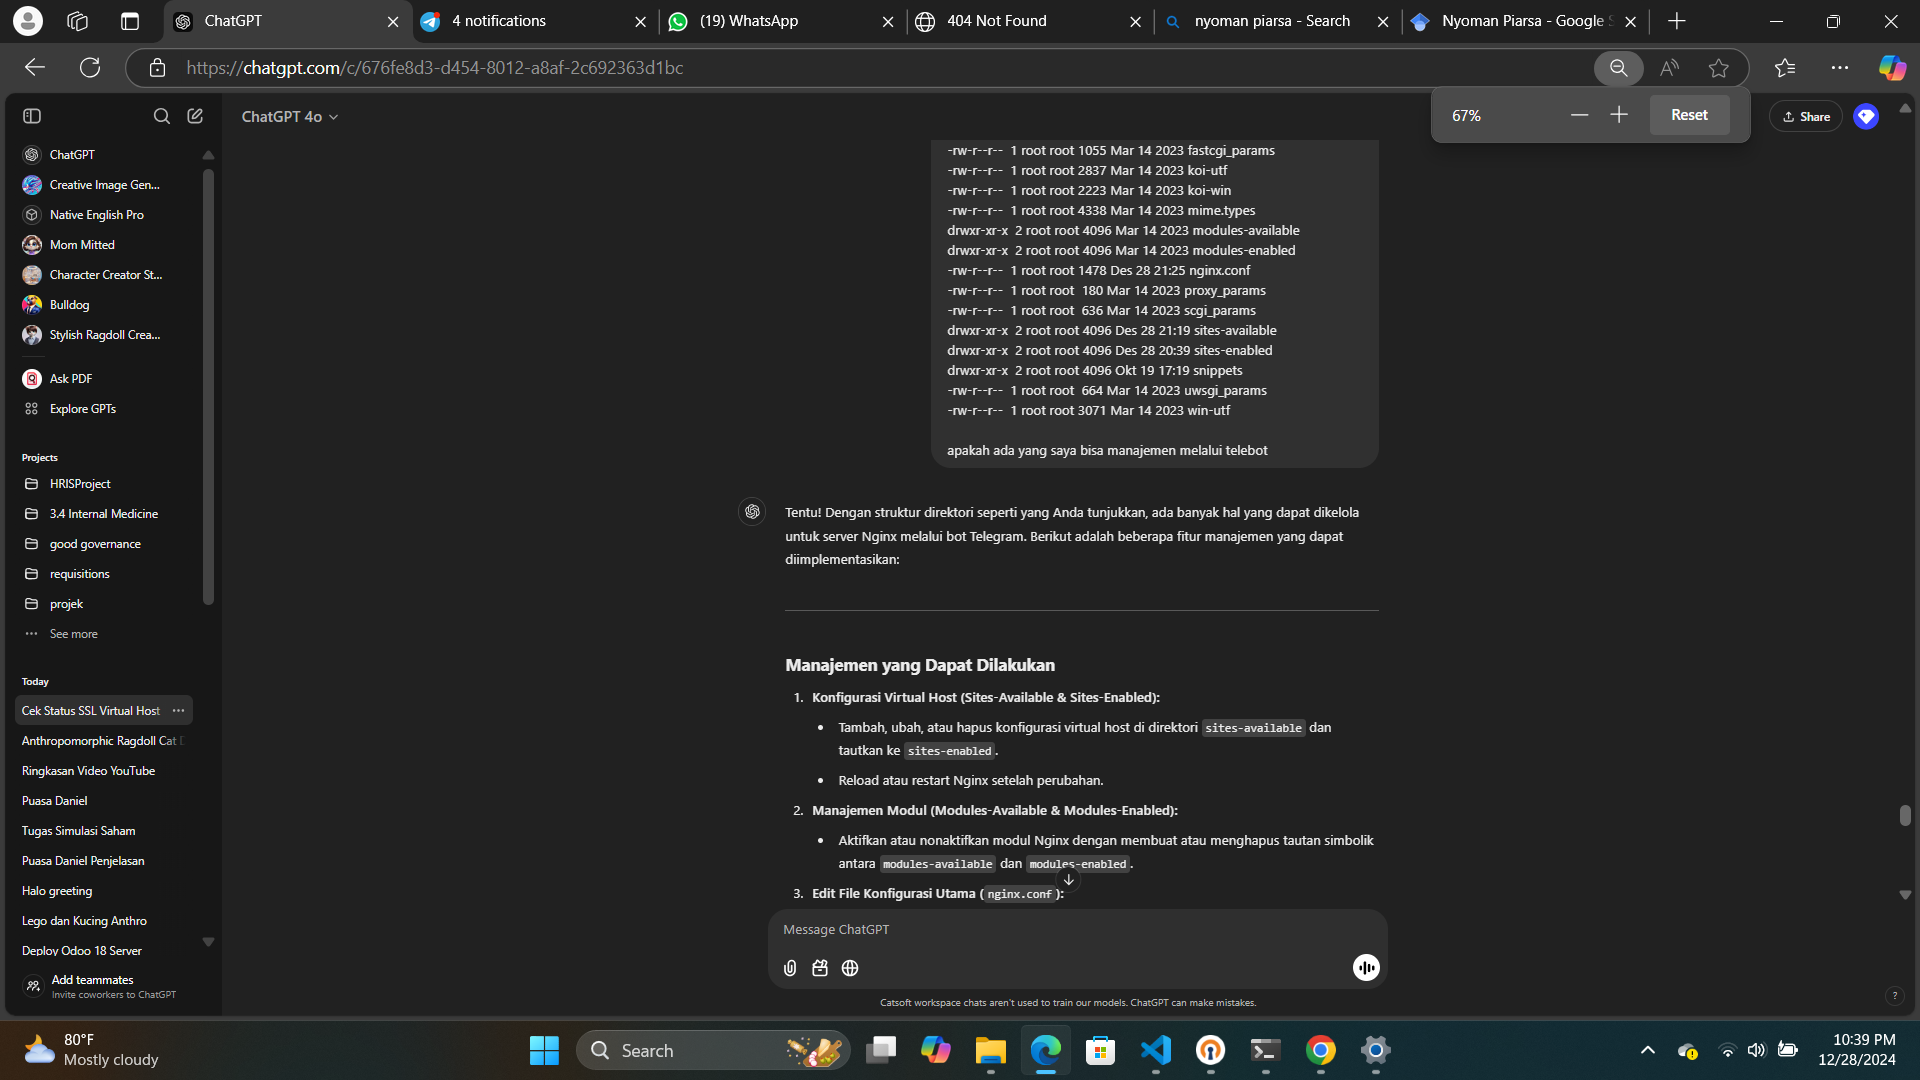 ChatGPT
4 notifications
(19) WhatsApp
404 Not Found
nyoman piarsa - Search
Nyoman Piarsa - Google S
https://chatgpt.com/c/676fe8d3-d454-8012-a8af-2c692363d1bc
67%
Reset
ChatGPT 4o
Share
ChatGPT
Creative Image Gen...
Native English Pro
Mom Mitted
Character Creator St...
Bulldog
Stylish Ragdoll Crea...
Ask PDF
Explore GPTs
Projects
HRISProject
3.4 Internal Medicine
good governance
requisitions
projek
See more
Today
Cek Status SSL Virtual Host
Anthropomorphic Ragdoll Cat D
Ringkasan Video YouTube
Puasa Daniel
Tugas Simulasi Saham
Puasa Daniel Penjelasan
Halo greeting
Lego dan Kucing Anthro
Deploy Odoo 18 Server
Add teammates
Invite coworkers to ChatGPT
-rw-r--r-- 1 root root 1055 Mar 14 2023 fastcgi_params
-rw-r--r-- 1 root root 2837 Mar 14 2023 koi-utf
-rw-r--r-- 1 root root 2223 Mar 14 2023 koi-win
-rw-r--r-- 1 root root 4338 Mar 14 2023 mime.types
drwxr-xr-x 2 root root 4096 Mar 14 2023 modules-available
drwxr-xr-x 2 root root 4096 Mar 14 2023 modules-enabled
-rw-r--r-- 1 root root 1478 Des 28 21:25 nginx.conf
-rw-r--r-- 1 root root 180 Mar 14 2023 proxy_params
-rw-r--r-- 1 root root 636 Mar 14 2023 scgi_params
drwxr-xr-x 2 root root 4096 Des 28 21:19 sites-available
drwxr-xr-x 2 root root 4096 Des 28 20:39 sites-enabled
drwxr-xr-x 2 root root 4096 Okt 19 17:19 snippets
-rw-r--r-- 1 root root 664 Mar 14 2023 uwsgi_params
-rw-r--r-- 1 root root 3071 Mar 14 2023 win-utf
apakah ada yang saya bisa manajemen melalui telebot
Tentu! Dengan struktur direktori seperti yang Anda tunjukkan, ada banyak hal yang dapat dikelola
untuk server Nginx melalui bot Telegram. Berikut adalah beberapa fitur manajemen yang dapat
diimplementasikan:
Manajemen yang Dapat Dilakukan
1. Konfigurasi Virtual Host (Sites-Available & Sites-Enabled):
• Tambah, ubah, atau hapus konfigurasi virtual host di direktori sites-available dan
tautkan ke sites-enabled.
• Reload atau restart Nginx setelah perubahan.
2. Manajemen Modul (Modules-Available & Modules-Enabled):
• Aktifkan atau nonaktifkan modul Nginx dengan membuat atau menghapus tautan simbolik
antara modules-available dan modules-enabled.
3. Edit File Konfigurasi Utama (nginx.conf):
Message ChatGPT
Catsoft workspace chats aren't used to train our models. ChatGPT can make mistakes.
?
80°F
Mostly cloudy
Search
10:39 PM
12/28/2024